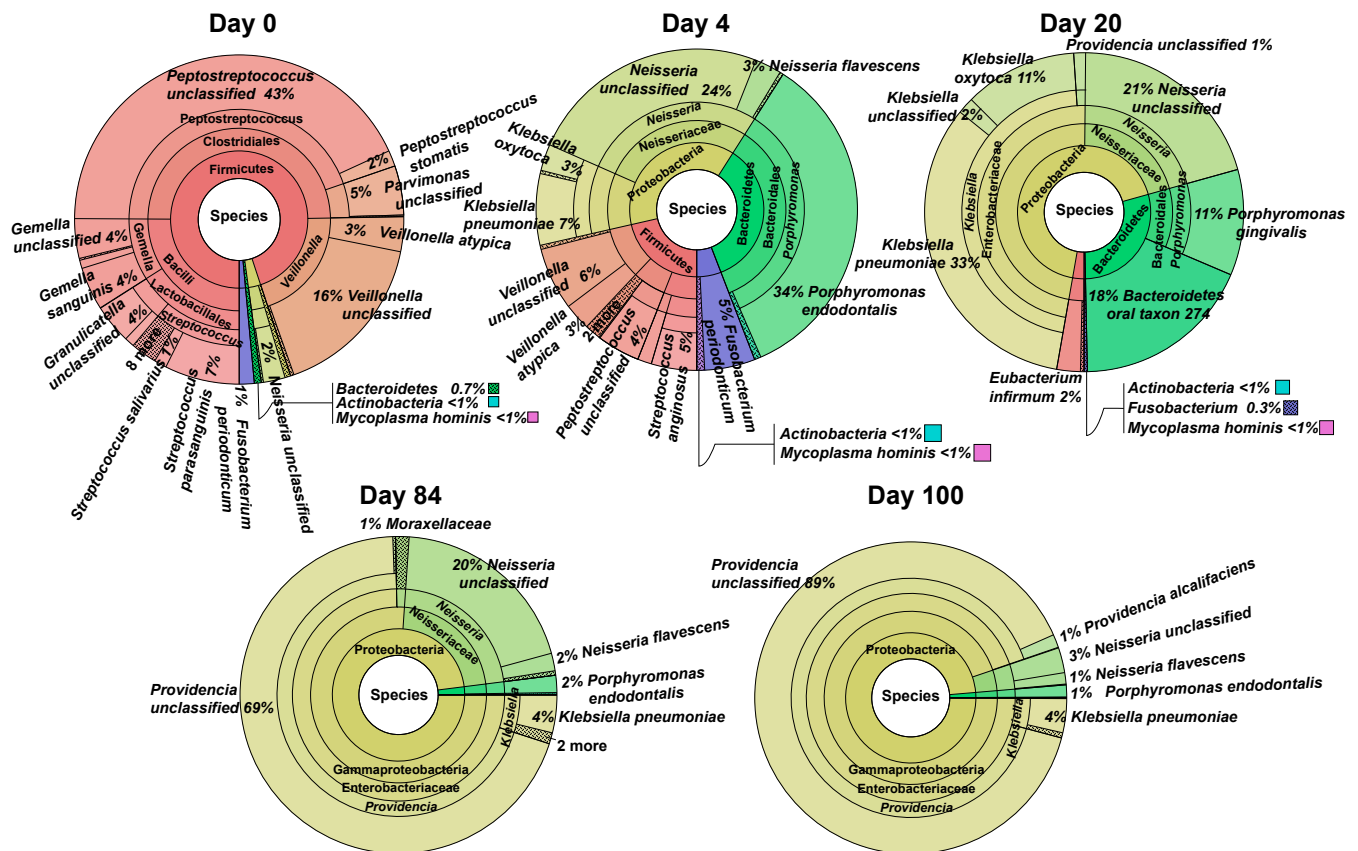 Day 0
Peptostreptococcus
unclassified 43%
Peptostreptococcus
Clostridiales
Firmicutes
Species
2%
Peptostreptococcus
stomatis
5%
Parvimonas
unclassified
3%
Veillonella atypica
Veillonella
16% Veillonella
unclassified
Gemella
unclassified 4%
Gemella
Bacilli
Gemella
sanguinis 4%
Lactobacillales
Granulicatella
unclassified
4%
Streptococcus
8 more
Streptococcus salivarius 1%
Streptococcus
parasanguinis
7%
1% Fusobacterium
periodonticum
2%
Neisseria unclassified
Bacteroidetes 0.7%
Actinobacteria <1%
Mycoplasma hominis <1%
Day 4
Neisseria
unclassified 24%
3% Neisseria flavescens
Neisseria
Neisseriaceae
Proteobacteria
Klebsiella
oxytoca
3%
Klebsiella
pneumoniae 7%
Species
Bacteroidetes
Bacteroidales
Porphyromonas
34% Porphyromonas
endodontalis
Firmicutes
Veillonella
unclassified
6%
Veillonella
atypica
3%
2 more
Peptostreptococcus
unclassified
4%
Streptococcus
anginosus
5%
5% Fusobacterium
periodonticum
Actinobacteria <1%
Mycoplasma hominis <1%
Day 20
Providencia unclassified 1%
Klebsiella
oxytoca 11%
Klebsiella
unclassified 2%
21% Neisseria
unclassified
Neisseria
Neisseriaceae
Proteobacteria
Enterobacteriaceae
Klebsiella
Species
Klebsiella
pneumoniae 33%
Bacteroidetes
Bacteroidales
Porphyromonas
11% Porphyromonas
gingivalis
18% Bacteroidetes
oral taxon 274
Eubacterium
infirmum 2%
Actinobacteria <1%
Fusobacterium 0.3%
Mycoplasma hominis <1%
Day 84
1% Moraxellaceae
20% Neisseria
unclassified
Neisseria
Neisseriaceae
Proteobacteria
Species
2% Neisseria flavescens
2% Porphyromonas
endodontalis
Providencia
unclassified 69%
Klebsiella
4% Klebsiella pneumoniae
2 more
Gammaproteobacteria
Enterobacteriaceae
Providencia
Day 100
Providencia
unclassified 89%
Proteobacteria
Species
1% Providencia alcalifaciens
3% Neisseria unclassified
1% Neisseria flavescens
1% Porphyromonas endodontalis
Klebsiella
4% Klebsiella pneumoniae
Gammaproteobacteria
Enterobacteriaceae
Providencia